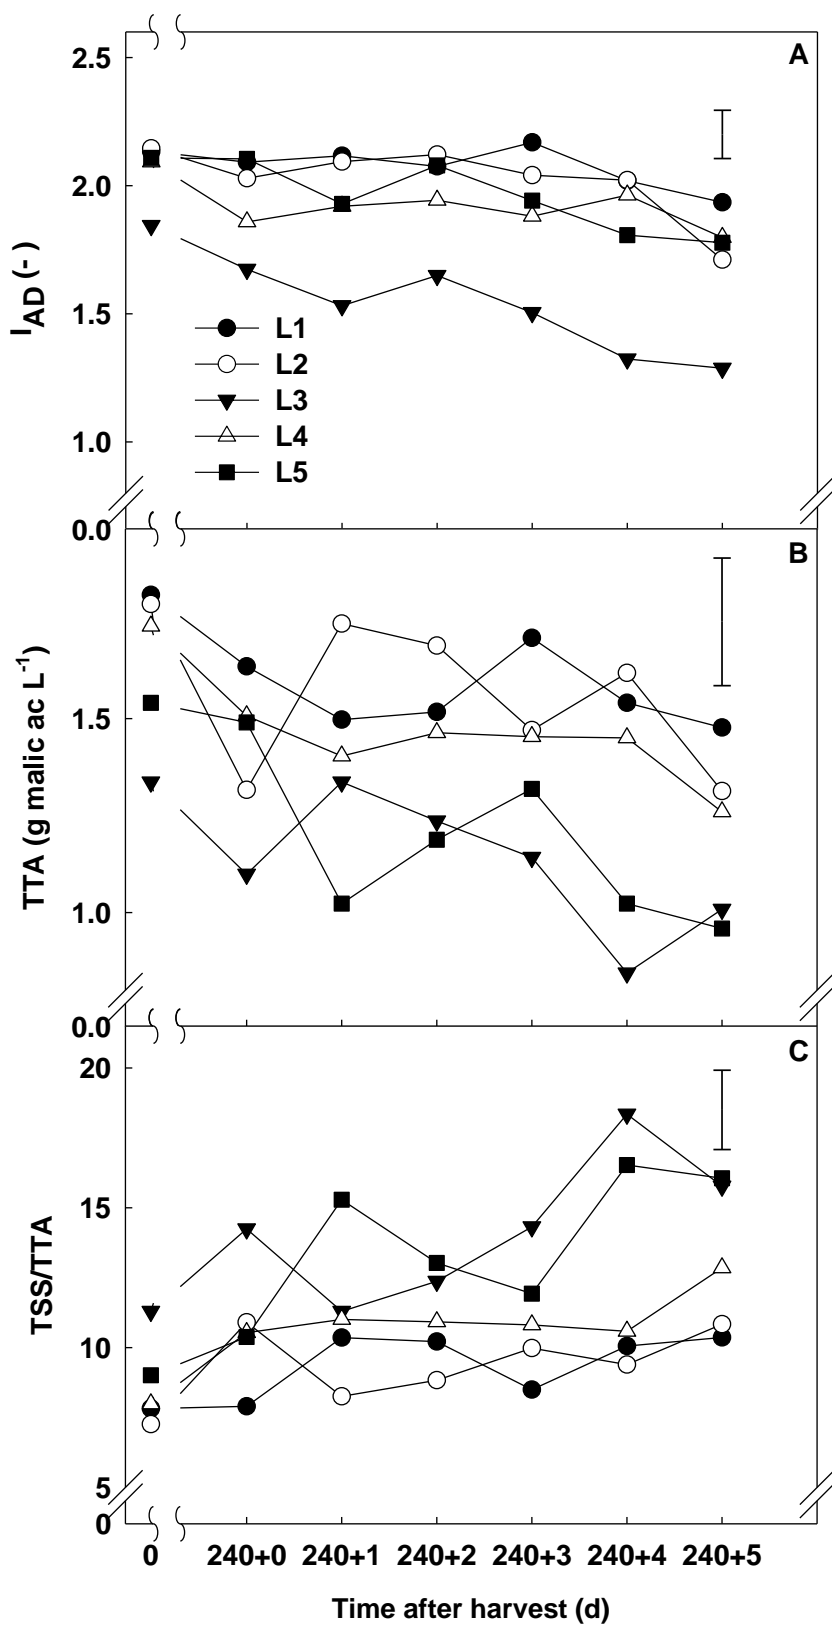 A
2.5
2.0
1.5
1.0
0.0
I_AD (-)
L1
L2
L3
L4
L5
B
1.5
1.0
0.0
TTA (g malic ac L⁻¹)
C
20
15
10
5
0
TSS/TTA
0 240+0 240+1 240+2 240+3 240+4 240+5
Time after harvest (d)